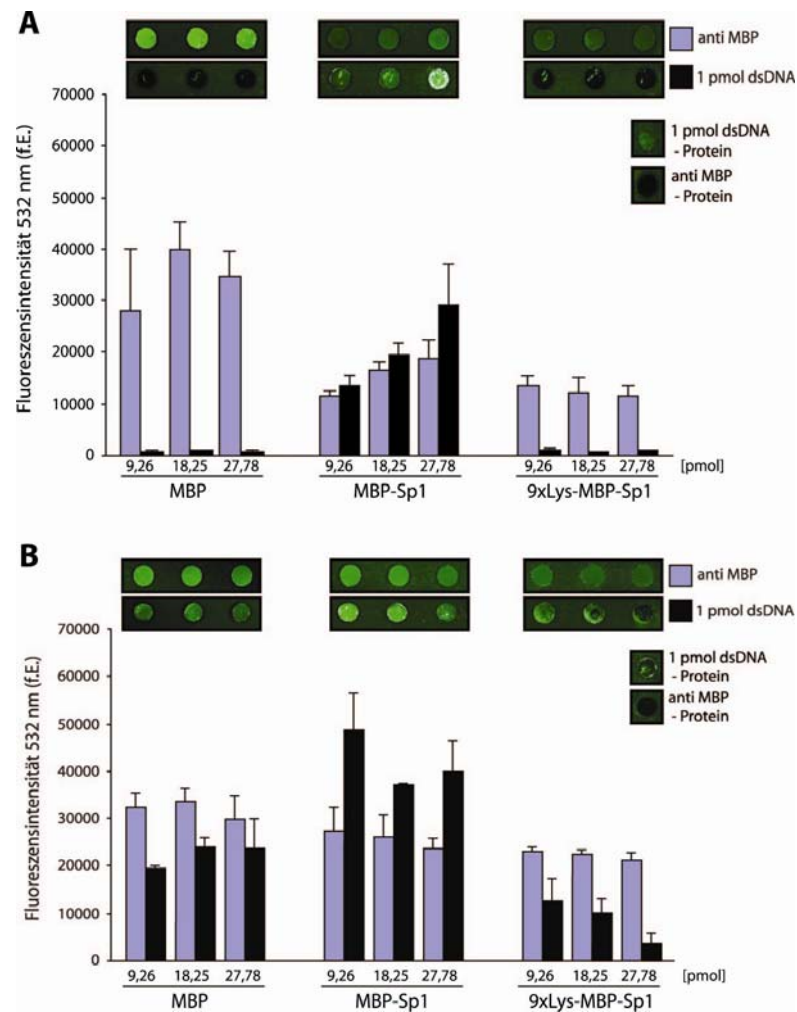 A
anti MBP
1 pmol dsDNA
1 pmol dsDNA
- Protein
anti MBP
- Protein
Fluoreszensintensität 532 nm (f.E.)
70000
60000
50000
40000
30000
20000
10000
0
9,26 18,25 27,78 9,26 18,25 27,78 9,26 18,25 27,78 [pmol]
MBP MBP-Sp1 9xLys-MBP-Sp1
B
anti MBP
1 pmol dsDNA
1 pmol dsDNA
- Protein
anti MBP
- Protein
Fluoreszensintensität 532 nm (f.E.)
70000
60000
50000
40000
30000
20000
10000
0
9,26 18,25 27,78 9,26 18,25 27,78 9,26 18,25 27,78 [pmol]
MBP MBP-Sp1 9xLys-MBP-Sp1